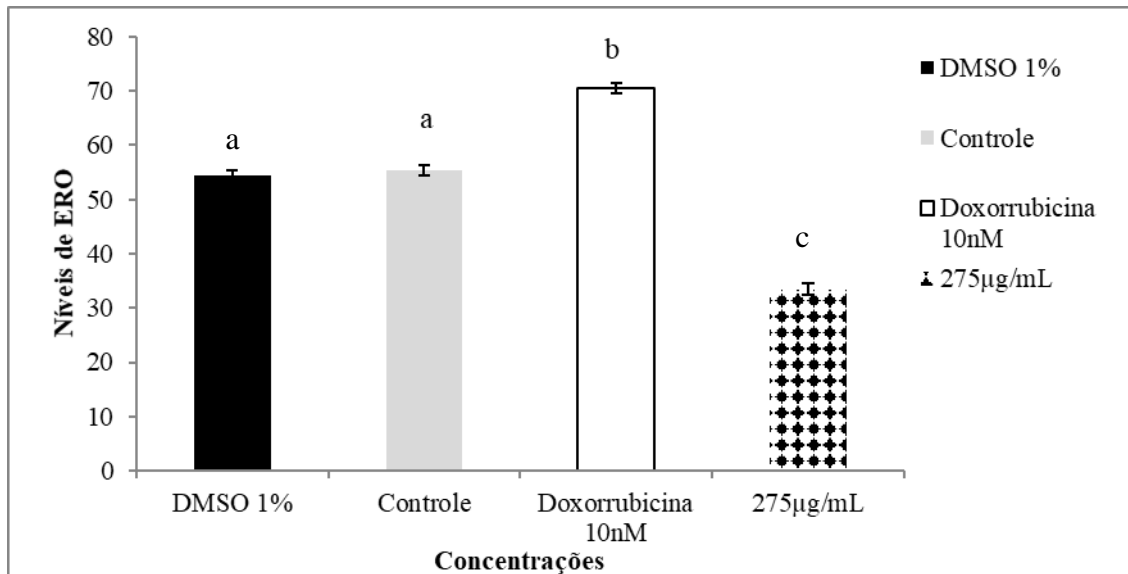 80
70
60
50
40
30
20
10
0
Níveis de ERO
a
a
b
c
DMSO 1%
Controle
Doxorrubicina
10nM
275µg/mL
Concentrações
DMSO 1%
Controle
Doxorrubicina
10nM
275µg/mL